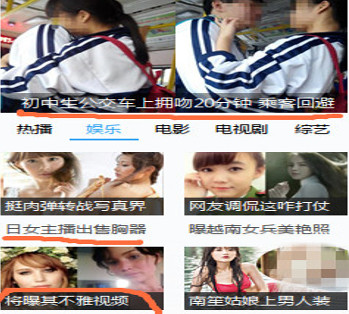 初中生公交车上拥吻20分钟 乘客回避
热播 娱乐 电影 电视剧 综艺
挺肉弹转战写真界 网友调侃这咋打仗
日女主播出售胸器 曝越南女兵美艳照
将曝其不雅视频 南笙姑娘上男人装